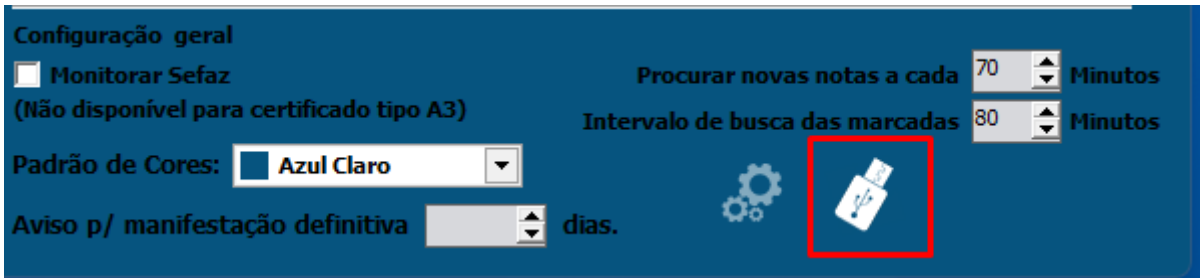 Configuração geral
Monitorar Sefaz
Procurar novas notas a cada 70 Minutos
(Não disponível para certificado tipo A3)
Intervalo de busca das marcadas 80 Minutos
Padrão de Cores: Azul Claro
Aviso p/ manifestação definitiva dias.